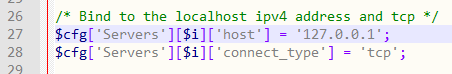 26 /* Bind to the localhost ipv4 address and tcp */
27 $cfg['Servers'][$i]['host'] = '127.0.0.1';
28 $cfg['Servers'][$i]['connect_type'] = 'tcp';